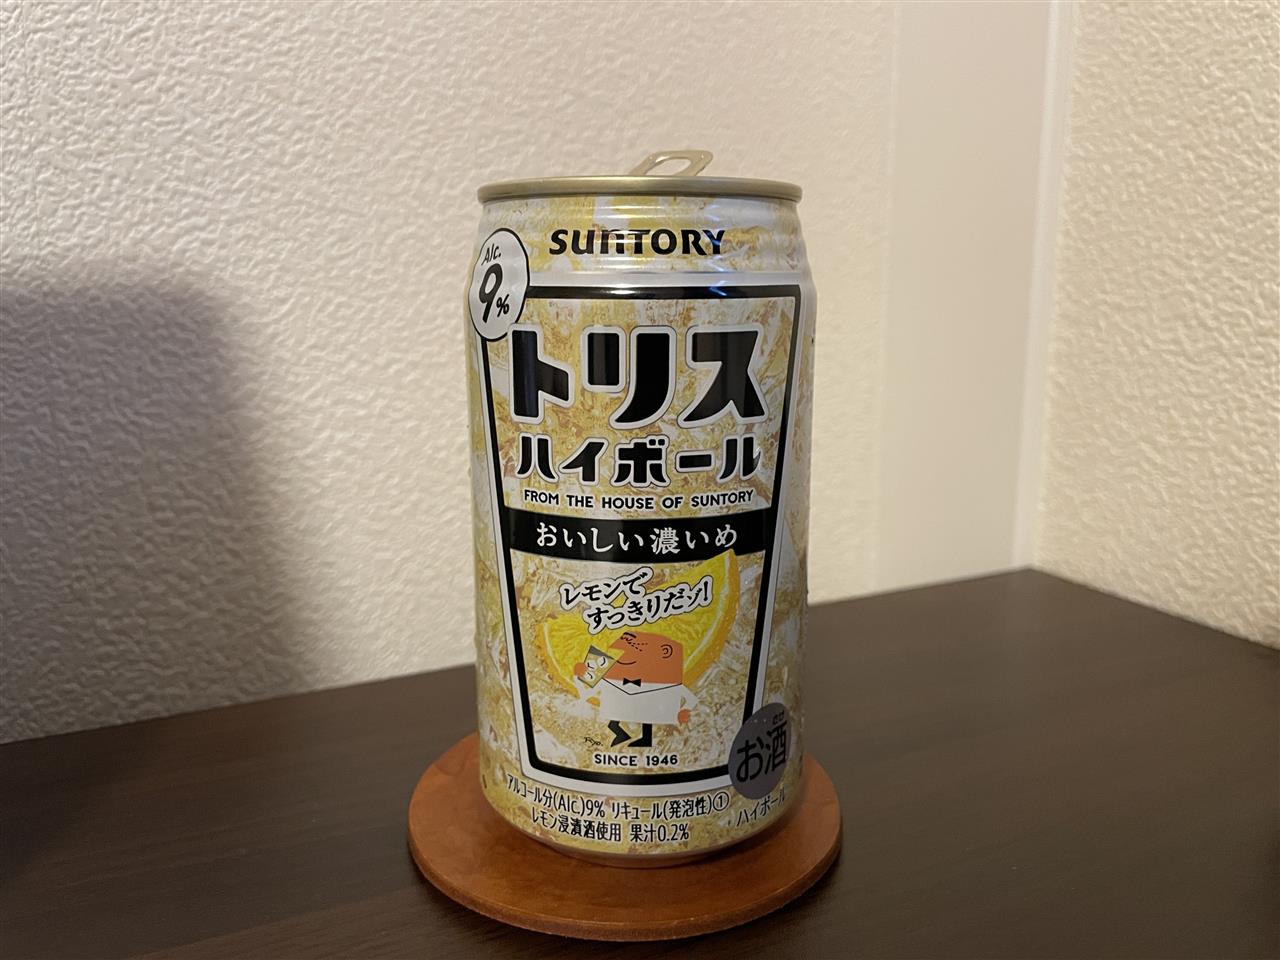 SUNTORY
Alc.
9%
トリス
ハイボール
FROM THE HOUSE OF SUNTORY
おいしい濃いめ
レモンで
すっきりだゾ!
Ryo.
SINCE 1946
さけ
お酒
アルコール分(Alc.)9% リキュール(発泡性)①
レモン浸漬酒使用 果汁0.2%
ハイボール